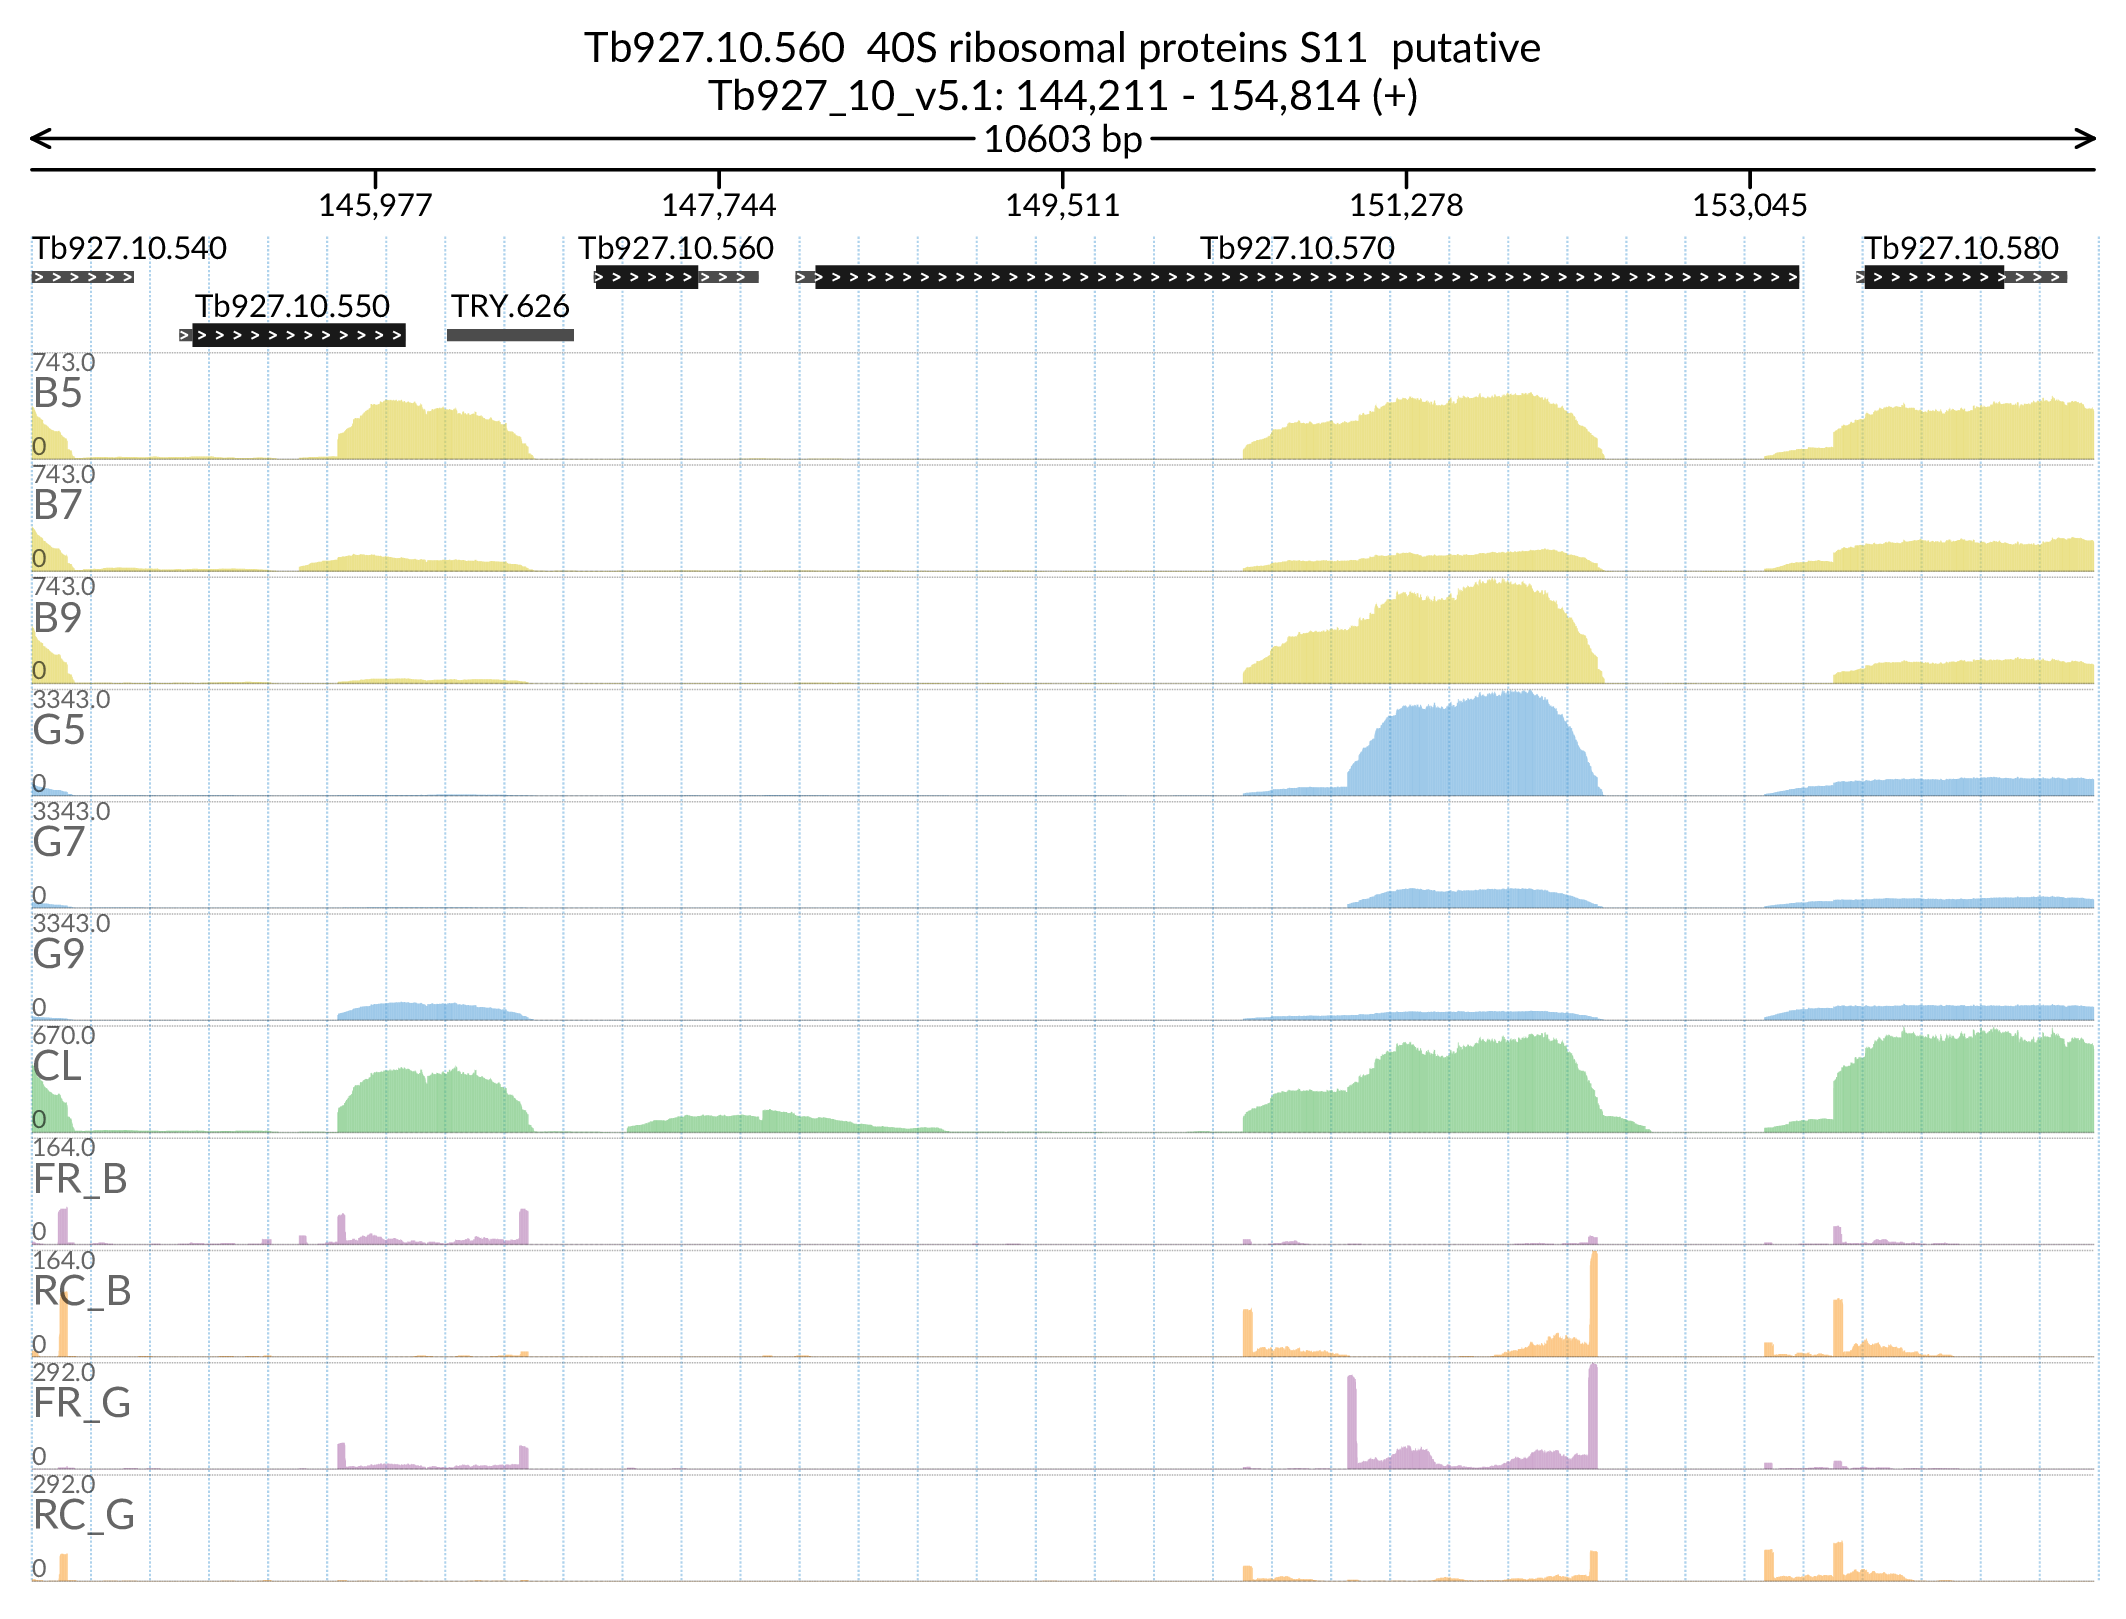 Tb927.10.560 40S ribosomal proteins S11 putative
Tb927_10_v5.1: 144,211 - 154,814 (+)
10603 bp
145,977 147,744 149,511 151,278 153,045
Tb927.10.540 Tb927.10.560 Tb927.10.570 Tb927.10.580
Tb927.10.550 TRY.626
743.0
B5
0
743.0
B7
0
743.0
B9
0
3343.0
G5
0
3343.0
G7
0
3343.0
G9
0
670.0
CL
0
164.0
FR_B
0
164.0
RC_B
0
292.0
FR_G
0
292.0
RC_G
0